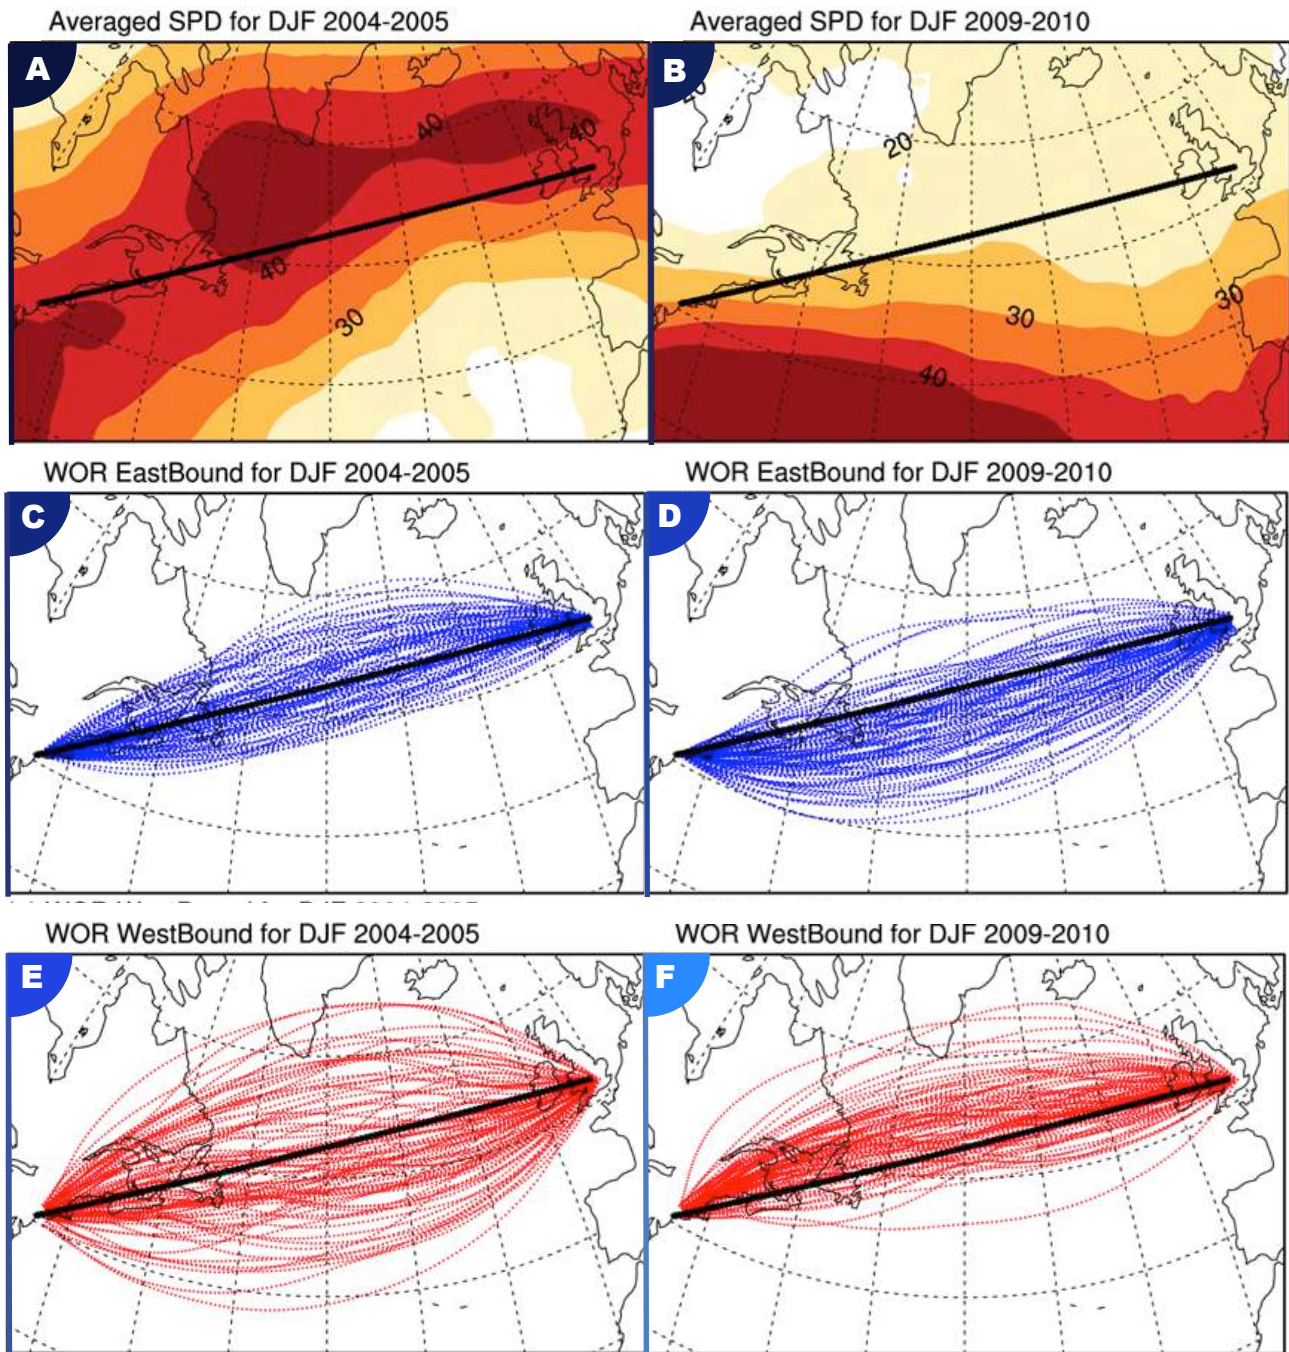 Averaged SPD for DJF 2004-2005
Averaged SPD for DJF 2009-2010
A
40
40
40
30
B
20
30
30
40
WOR EastBound for DJF 2004-2005
WOR EastBound for DJF 2009-2010
C
D
WOR WestBound for DJF 2004-2005
WOR WestBound for DJF 2009-2010
E
F